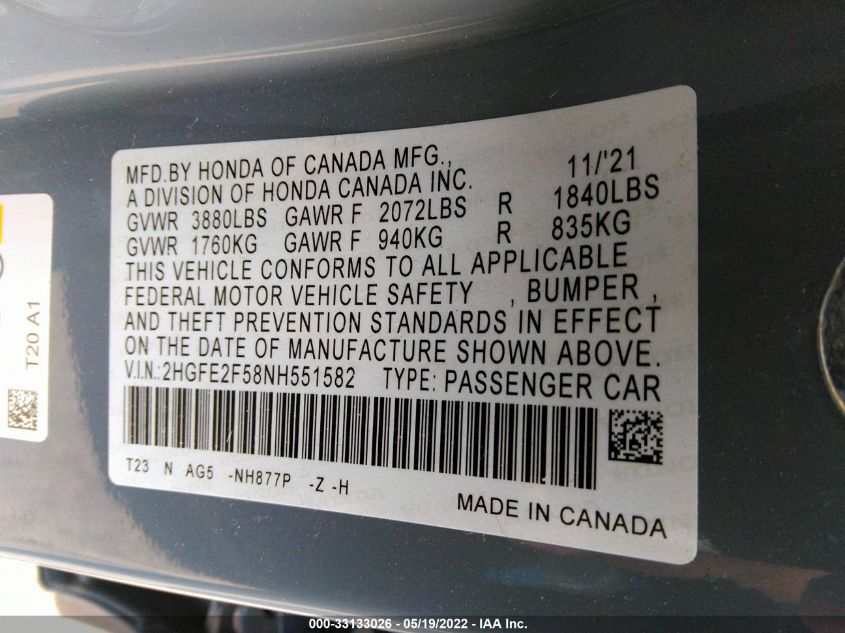 MFD.BY HONDA OF CANADA MFG., 11/'21
A DIVISION OF HONDA CANADA INC.
GVWR 3880LBS GAWR F 2072LBS R 1840LBS
GVWR 1760KG GAWR F 940KG R 835KG
THIS VEHICLE CONFORMS TO ALL APPLICABLE
FEDERAL MOTOR VEHICLE SAFETY , BUMPER ,
AND THEFT PREVENTION STANDARDS IN EFFECT
ON THE DATE OF MANUFACTURE SHOWN ABOVE.
V.I.N.:2HGFE2F58NH551582 TYPE: PASSENGER CAR
T23 N AG5 -NH877P -Z -H
MADE IN CANADA
T20 A1
000-33133026 - 05/19/2022 - IAA Inc.